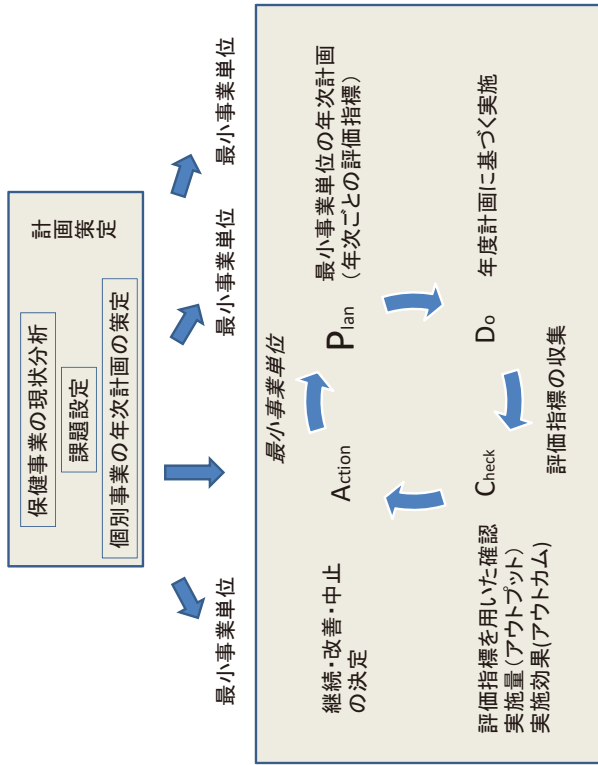 計画策定
保健事業の現状分析
課題設定
個別事業の年次計画の策定
最小事業単位
最小事業単位
最小事業単位
最小事業単位
Plan
最小事業単位の年次計画
(年次ごとの評価指標)
Do
年度計画に基づく実施
Check
評価指標の収集
評価指標を用いた確認
実施量(アウトプット)
実施効果(アウトカム)
Action
継続・改善・中止
の決定